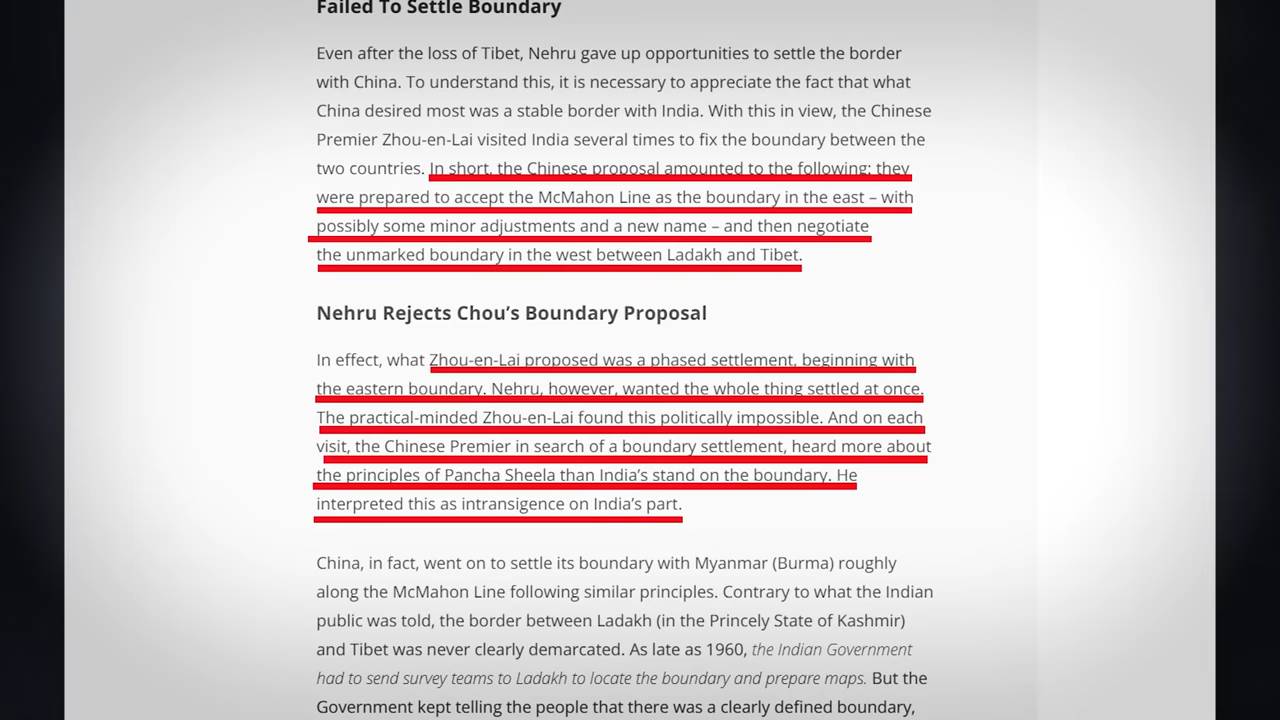 Failed To Settle Boundary
Even after the loss of Tibet, Nehru gave up opportunities to settle the border
with China. To understand this, it is necessary to appreciate the fact that what
China desired most was a stable border with India. With this in view, the Chinese
Premier Zhou-en-Lai visited India several times to fix the boundary between the
two countries. In short, the Chinese proposal amounted to the following: they
were prepared to accept the McMahon Line as the boundary in the east – with
possibly some minor adjustments and a new name – and then negotiate
the unmarked boundary in the west between Ladakh and Tibet.
Nehru Rejects Chou’s Boundary Proposal
In effect, what Zhou-en-Lai proposed was a phased settlement, beginning with
the eastern boundary. Nehru, however, wanted the whole thing settled at once.
The practical-minded Zhou-en-Lai found this politically impossible. And on each
visit, the Chinese Premier in search of a boundary settlement, heard more about
the principles of Pancha Sheela than India’s stand on the boundary. He
interpreted this as intransigence on India’s part.
China, in fact, went on to settle its boundary with Myanmar (Burma) roughly
along the McMahon Line following similar principles. Contrary to what the Indian
public was told, the border between Ladakh (in the Princely State of Kashmir)
and Tibet was never clearly demarcated. As late as 1960, the Indian Government
had to send survey teams to Ladakh to locate the boundary and prepare maps. But the
Government kept telling the people that there was a clearly defined boundary,